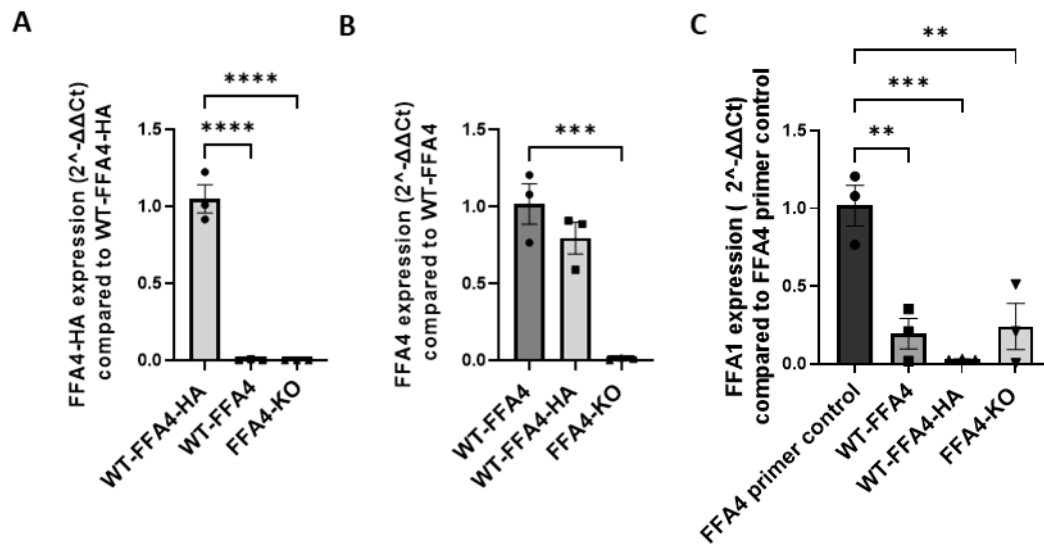 A
FFA4-HA expression (2^-ΔΔCt)
compared to WT-FFA4-HA
****
****
1.5
1.0
0.5
0.0
WT-FFA4-HA
WT-FFA4
FFA4-KO
B
FFA4 expression (2^-ΔΔCt)
compared to WT-FFA4
***
1.5
1.0
0.5
0.0
WT-FFA4
WT-FFA4-HA
FFA4-KO
C
FFA1 expression ( 2^-ΔΔCt)
compared to FFA4 primer control
**
***
**
1.5
1.0
0.5
0.0
FFA4 primer control
WT-FFA4
WT-FFA4-HA
FFA4-KO